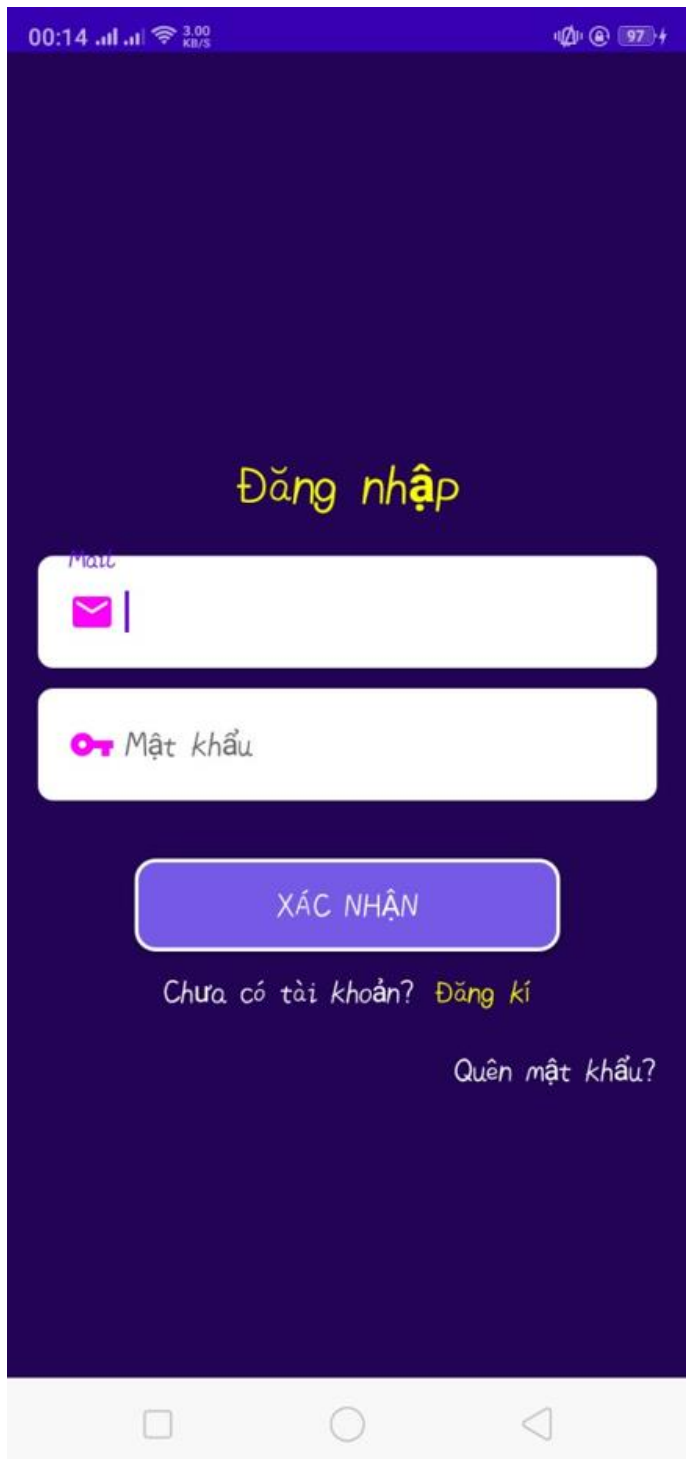 00:14 3.00 KB/S 97
Đăng nhập
Mail
Mật khẩu
XÁC NHẬN
Chưa có tài khoản? Đăng kí
Quên mật khẩu?